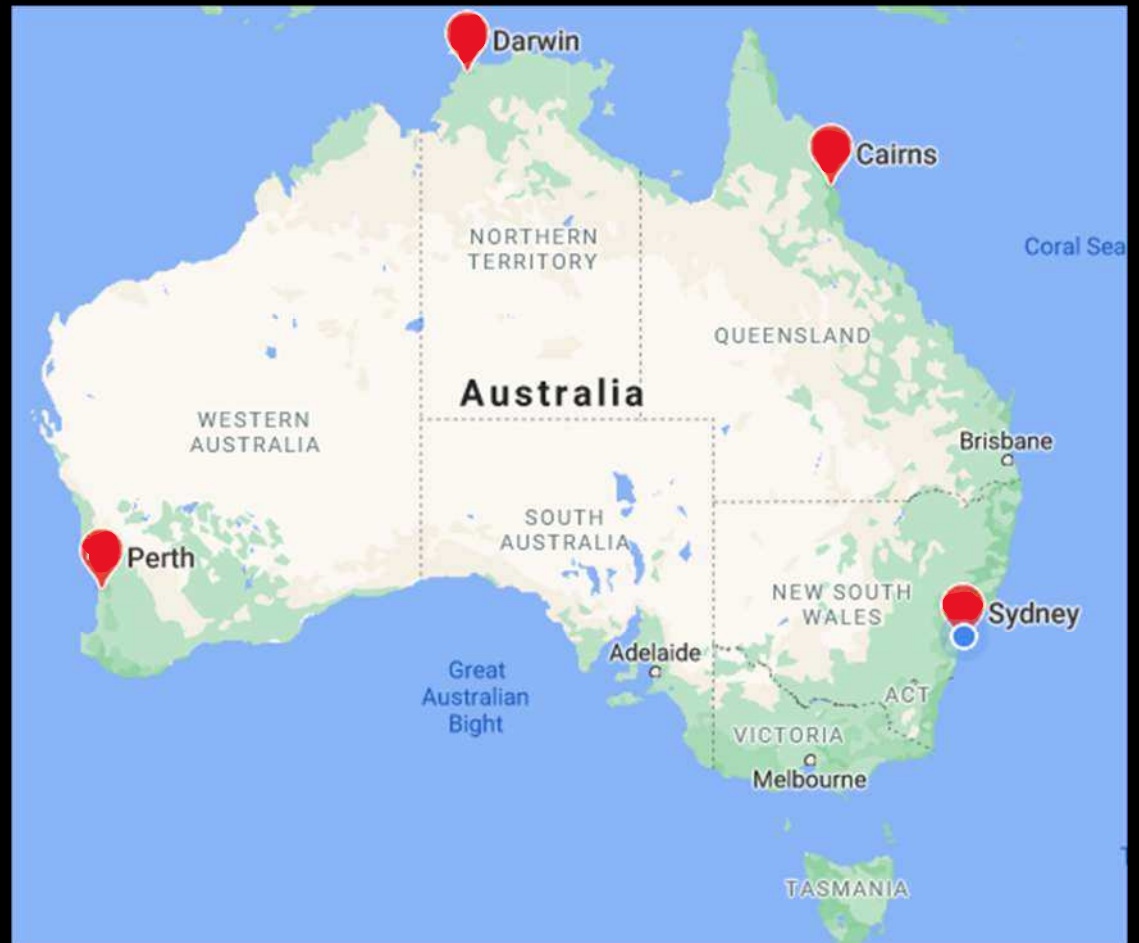 Darwin
Cairns
NORTHERN
TERRITORY
Coral Sea
QUEENSLAND
Australia
WESTERN
AUSTRALIA
Brisbane
SOUTH
AUSTRALIA
Perth
NEW SOUTH
WALES
Sydney
Adelaide
Great
Australian
Bight
ACT
VICTORIA
Melbourne
TASMANIA